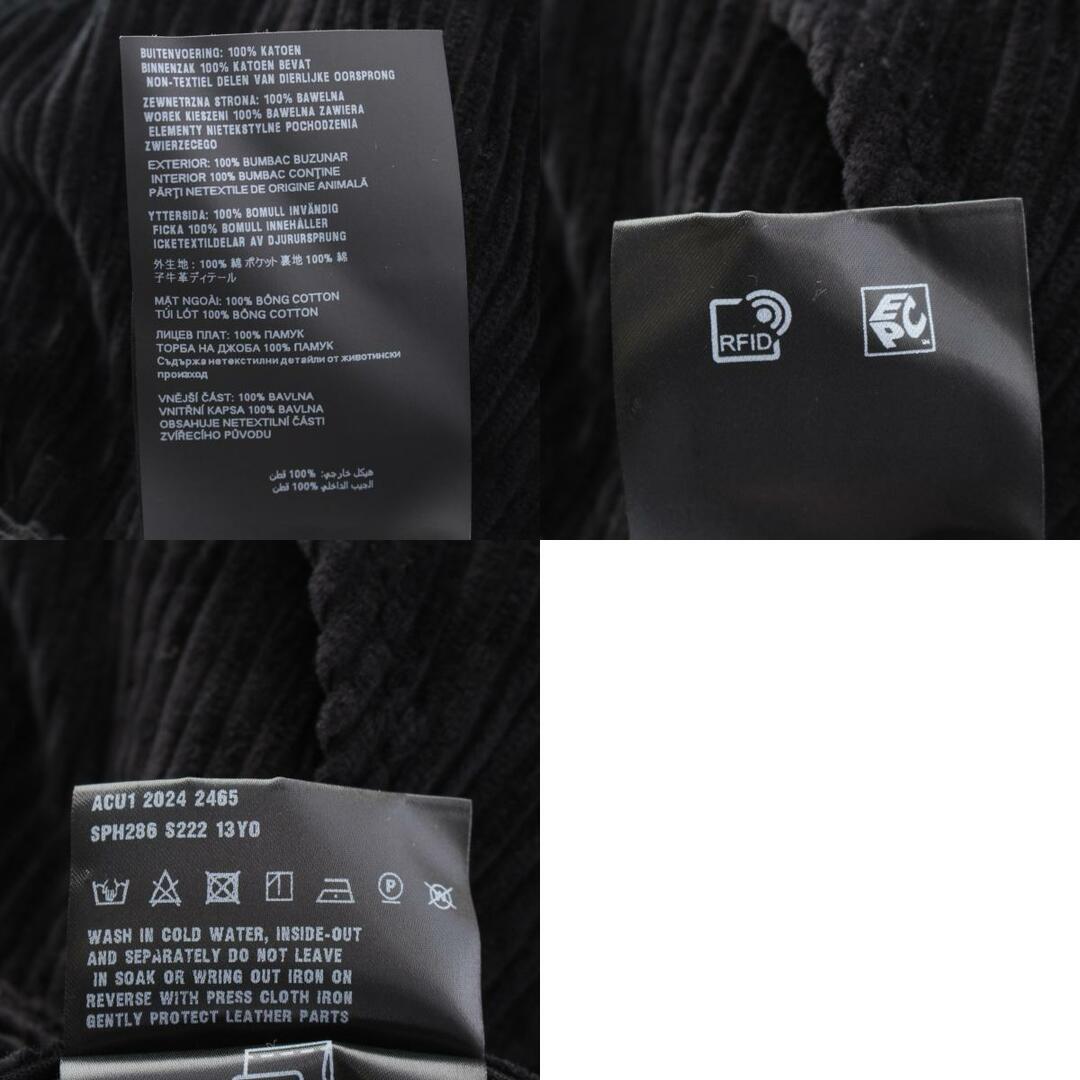 BUITENVOERING: 100% KATOEN
BINNENZAK 100% KATOEN BEVAT
NON-TEXTIEL DELEN VAN DIERLIJKE OORSPRONG
ZEWNETRZNA STRONA: 100% BAWELNA
WOREK KIESZENI 100% BAWELNA ZAWIERA
ELEMENTY NIETEKSTYLNE POCHODZENIA
ZWIERZECEGO
EXTERIOR: 100% BUMBAC BUZUNAR
INTERIOR 100% BUMBAC CONȚINE
PĂRȚI NETEXTILE DE ORIGINE ANIMALĂ
YTTERSIDA: 100% BOMULL INVÄNDIG
FICKA 100% BOMULL INNEHÅLLER
ICKETEXTILDELAR AV DJURURSPRUNG
外生地 : 100% 綿 ポケット 裏地 100% 綿
子牛革ディテール
MẶT NGOÀI: 100% BÔNG COTTON
TÚI LÓT 100% BÔNG COTTON
ЛИЦЕВ ПЛАТ: 100% ПАМУК
ТОРБА НА ДЖОБА 100% ПАМУК
Съдържа нетекстилни детайли от животински
произход
VNĚJŠÍ ČÁST: 100% BAVLNA
VNITŘNÍ KAPSA 100% BAVLNA
OBSAHUJE NETEXTILNÍ ČÁSTI
ZVÍŘECÍHO PŮVODU
هيكل خارجي: 100% قطن
الجيب الداخلي 100% قطن
RFID
EPC
ACU1 2024 2465
SPH286 S222 13YO
P
W
WASH IN COLD WATER, INSIDE-OUT
AND SEPARATELY DO NOT LEAVE
IN SOAK OR WRING OUT IRON ON
REVERSE WITH PRESS CLOTH IRON
GENTLY PROTECT LEATHER PARTS